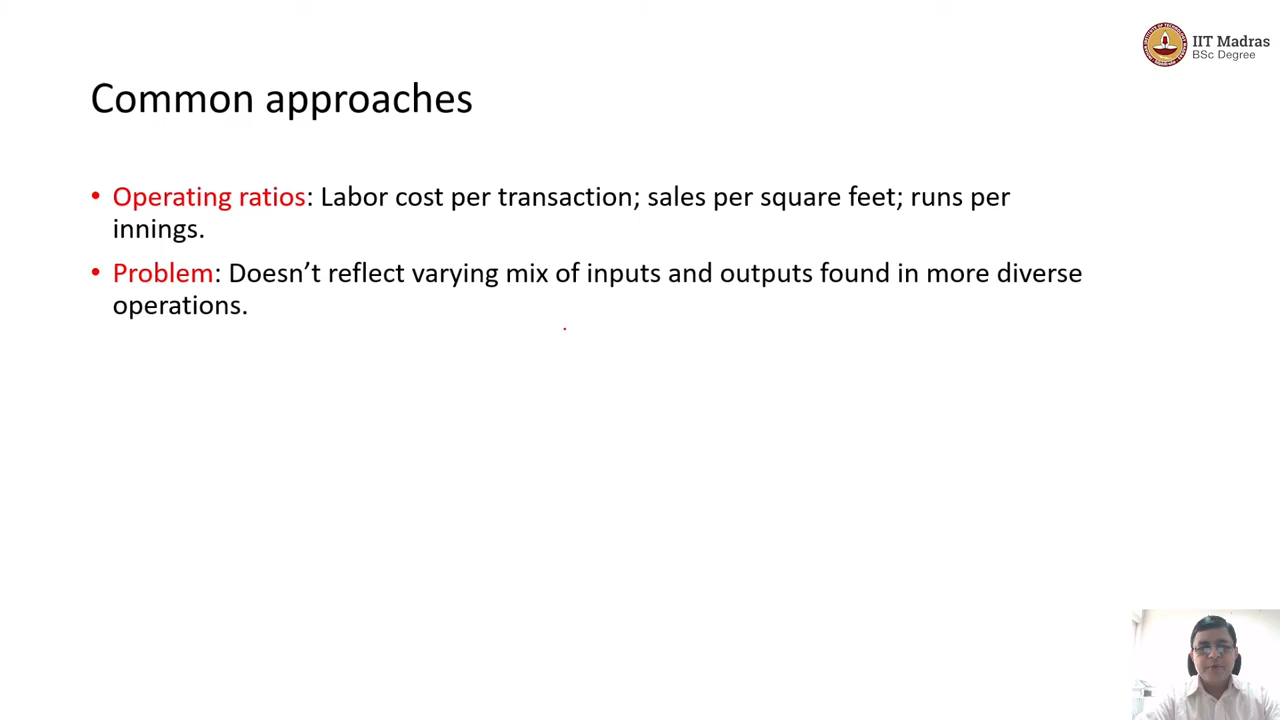 IIT Madras
BSc Degree
Common approaches
• Operating ratios: Labor cost per transaction; sales per square feet; runs per
innings.
• Problem: Doesn’t reflect varying mix of inputs and outputs found in more diverse
operations.